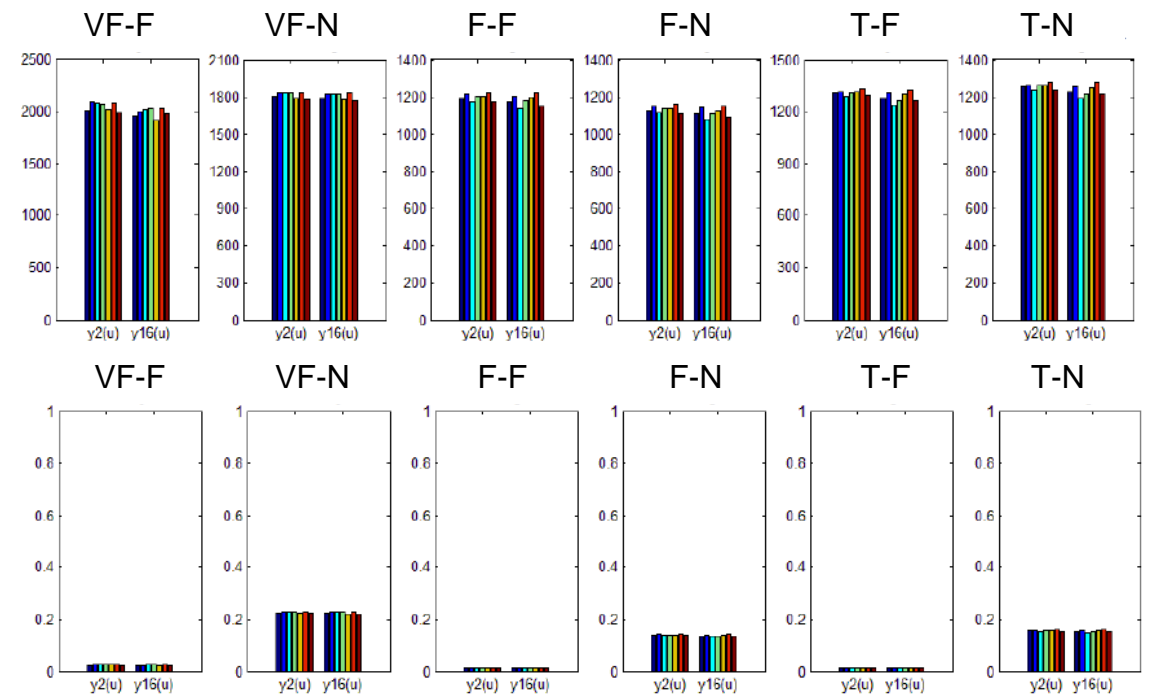 VF-F VF-N F-F F-N T-F T-N
2500 2100 1400 1400 1500 1400
2000 1800 1200 1200 1200 1200
1500 1500 1000 1000 900 1000
1000 1200 800 800 600 800
500 900 600 600 300 600
0 600 400 400 0 400
300 200 200 200
0 0 0 0
y2(u) y16(u) y2(u) y16(u) y2(u) y16(u) y2(u) y16(u) y2(u) y16(u) y2(u) y16(u)
VF-F VF-N F-F F-N T-F T-N
1 1 1 1 1 1
0.8 0.8 0.8 0.8 0.8 0.8
0.6 0.6 0.6 0.6 0.6 0.6
0.4 0.4 0.4 0.4 0.4 0.4
0.2 0.2 0.2 0.2 0.2 0.2
0 0 0 0 0 0
y2(u) y16(u) y2(u) y16(u) y2(u) y16(u) y2(u) y16(u) y2(u) y16(u) y2(u) y16(u)